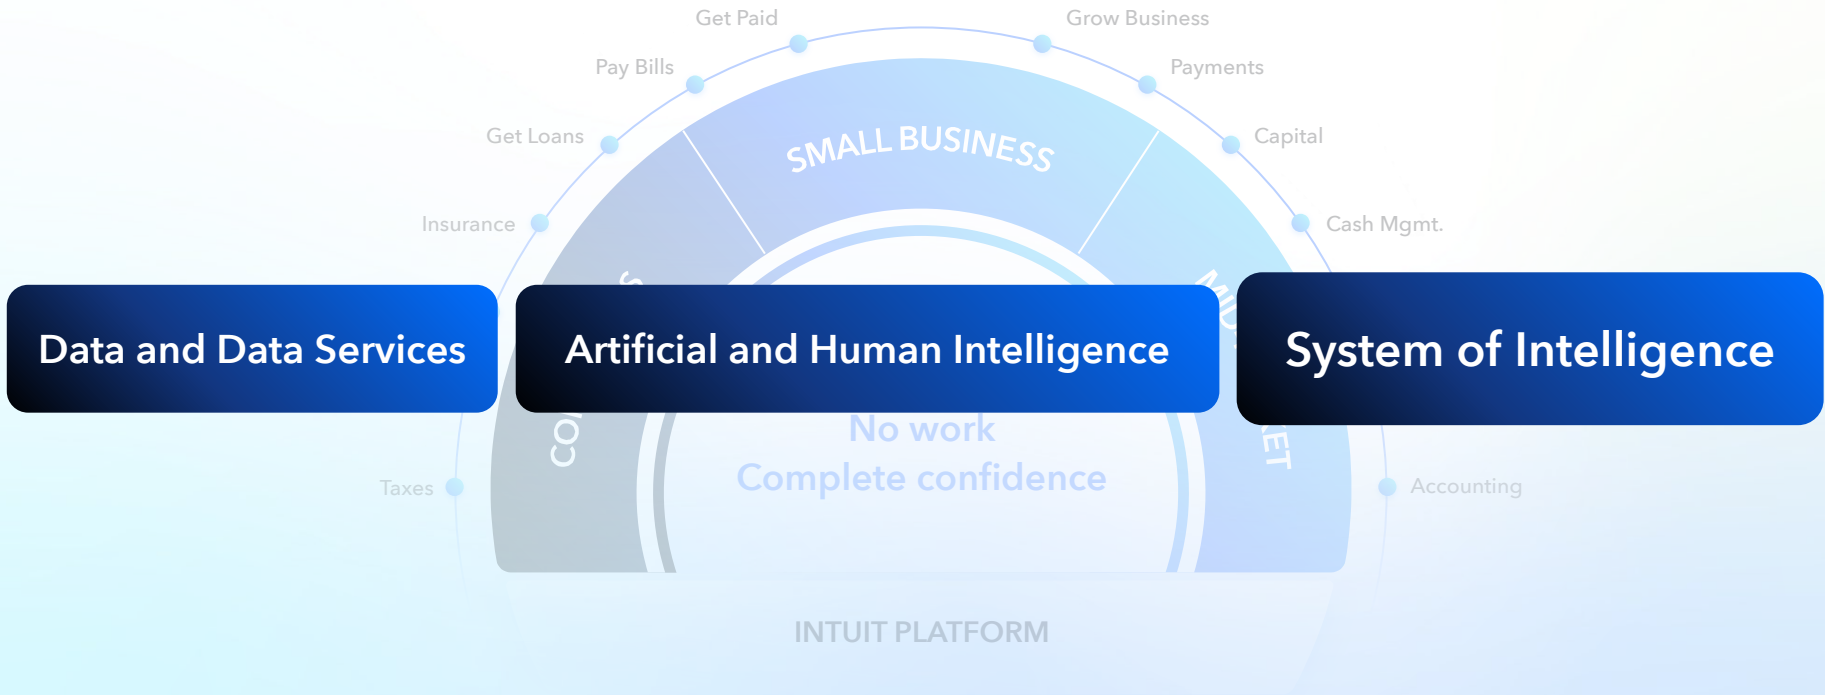 Get Paid
Grow Business
Pay Bills
Payments
Get Loans
Capital
SMALL BUSINESS
Insurance
Cash Mgmt.
Data and Data Services
Artificial and Human Intelligence
System of Intelligence
No work
Complete confidence
Taxes
Accounting
INTUIT PLATFORM